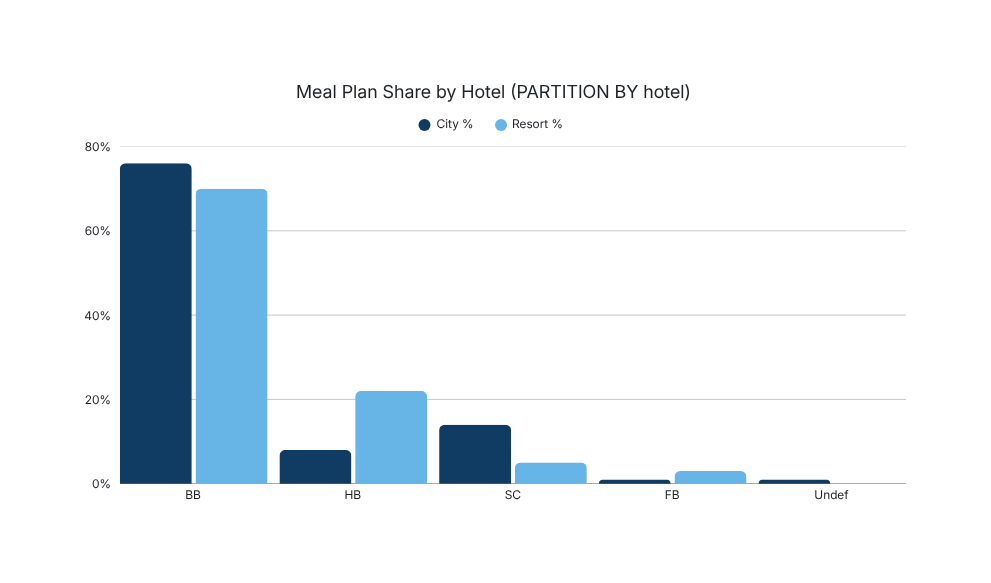 Meal Plan Share by Hotel (PARTITION BY hotel)
City % Resort %
80%
60%
40%
20%
0%
BB HB SC FB Undef